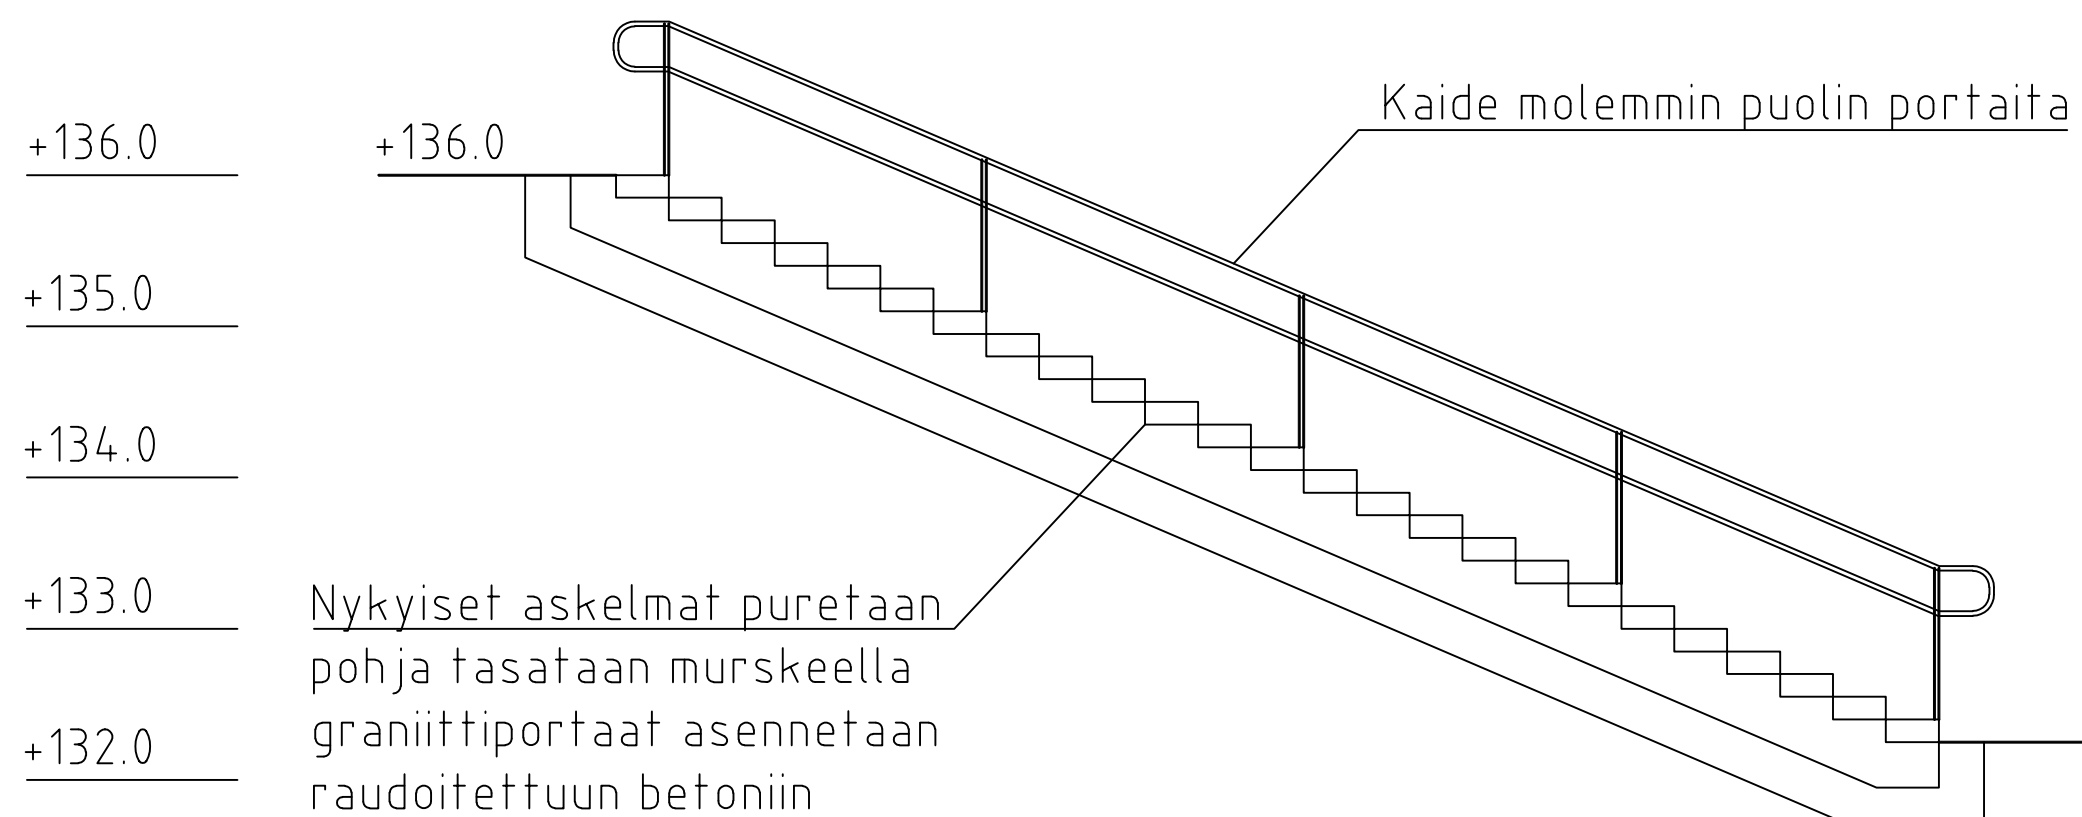 Kaide molemmin puolin portaita
+136.0
+136.0
+135.0
+134.0
+133.0
+132.0
Nykyiset askelmat puretaan
pohja tasataan murskeella
graniittiportaat asennetaan
raudoitettuun betoniin